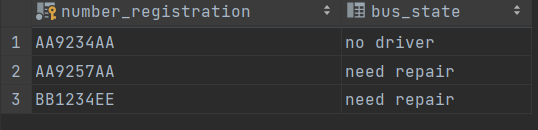 number_registration bus_state
1 AA9234AA no driver
2 AA9257AA need repair
3 BB1234EE need repair